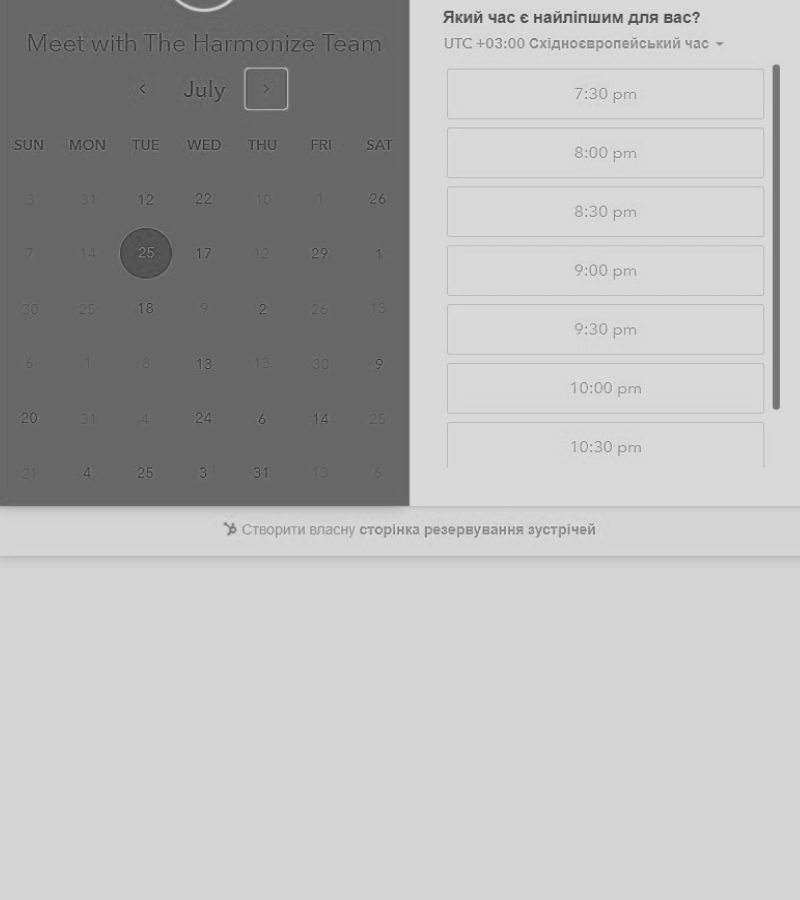 Meet with The Harmonize Team
July
SUN MON TUE WED THU FRI SAT
3 31 12 22 10 1 26
7 14 25 17 12 29 1
30 25 18 9 2 26 13
6 1 8 13 13 30 9
20 31 4 24 6 14 25
21 4 25 3 31 13 6
Який час є найліпшим для вас?
UTC +03:00 Східноєвропейський час
7:30 pm
8:00 pm
8:30 pm
9:00 pm
9:30 pm
10:00 pm
10:30 pm
Створити власну сторінка резервування зустрічей